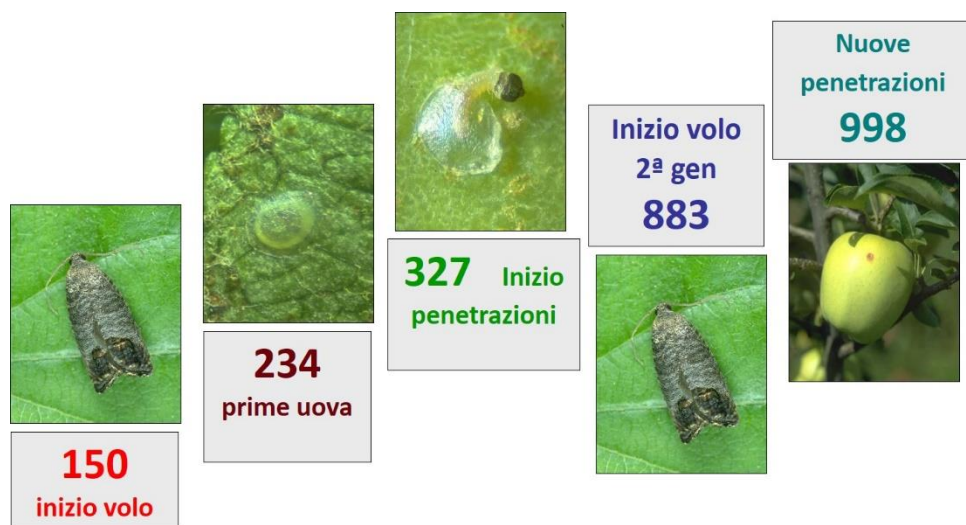 150
inizio volo
234
prime uova
327 Inizio
penetrazioni
Inizio volo
2ª gen
883
Nuove
penetrazioni
998